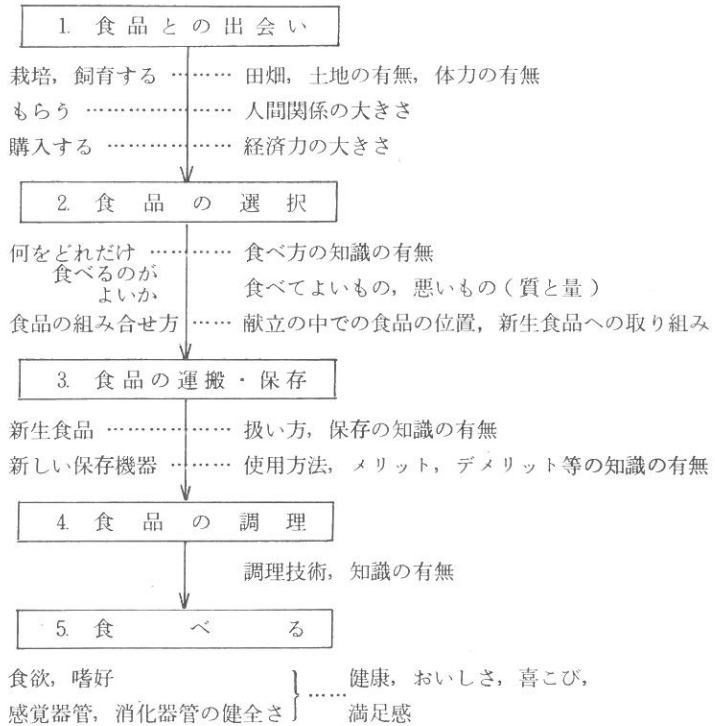 1. 食品との出会い
栽培, 飼育する ……… 田畑, 土地の有無, 体力の有無
もらう …………… 人間関係の大きさ
購入する …………… 経済力の大きさ
2. 食品の選択
何をどれだけ ………… 食べ方の知識の有無
食べるのが
よいか
食べてよいもの, 悪いもの(質と量)
食品の組み合せ方 …… 献立の中での食品の位置, 新生食品への取り組み
3. 食品の運搬・保存
新生食品 …………… 扱い方, 保存の知識の有無
新しい保存機器 ……… 使用方法, メリット, デメリット等の知識の有無
4. 食品の調理
調理技術, 知識の有無
5. 食べる
食欲, 嗜好
感覚器管, 消化器管の健全さ
…… 健康, おいしさ, 喜こび,
満足感